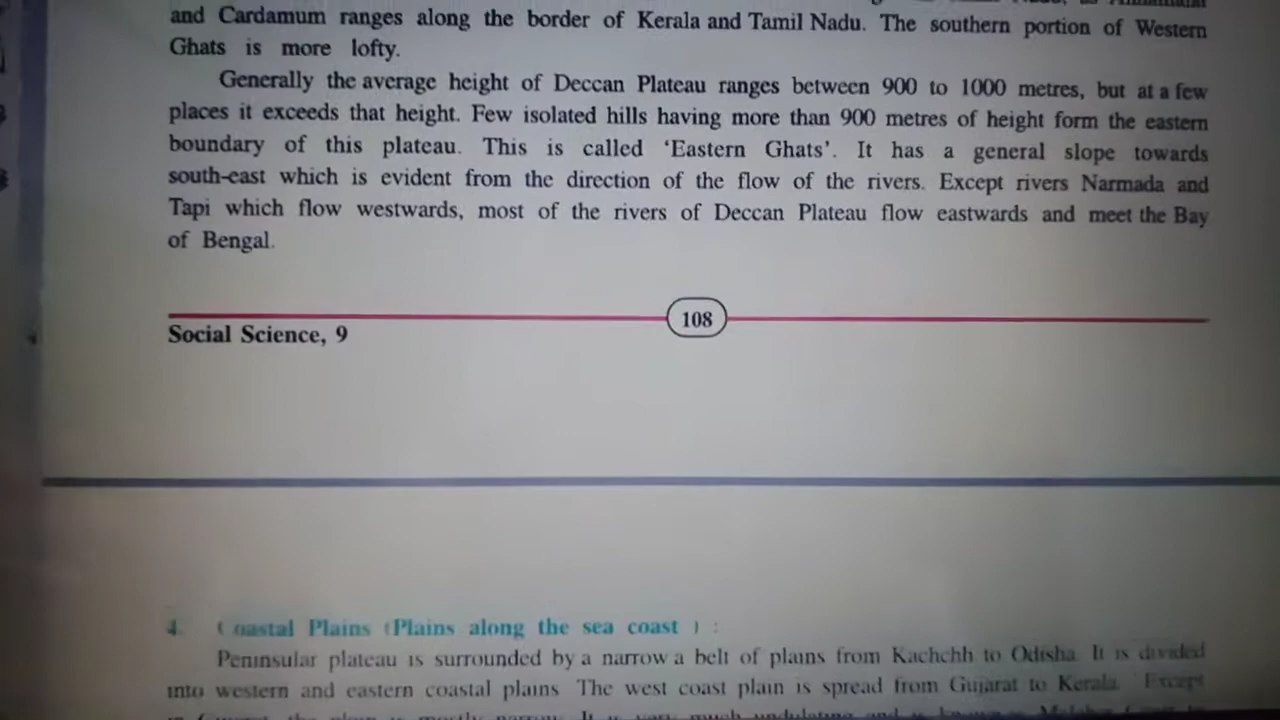 and Cardamum ranges along the border of Kerala and Tamil Nadu. The southern portion of Western
Ghats is more lofty.
Generally the average height of Deccan Plateau ranges between 900 to 1000 metres, but at a few
places it exceeds that height. Few isolated hills having more than 900 metres of height form the eastern
boundary of this plateau. This is called ‘Eastern Ghats’. It has a general slope towards
south-east which is evident from the direction of the flow of the rivers. Except rivers Narmada and
Tapi which flow westwards, most of the rivers of Deccan Plateau flow eastwards and meet the Bay
of Bengal.
108
Social Science, 9
4. Coastal Plains (Plains along the sea coast ) :
Peninsular plateau is surrounded by a narrow a belt of plains from Kachchh to Odisha. It is divided
into western and eastern coastal plains. The west coast plain is spread from Gujarat to Kerala. Except